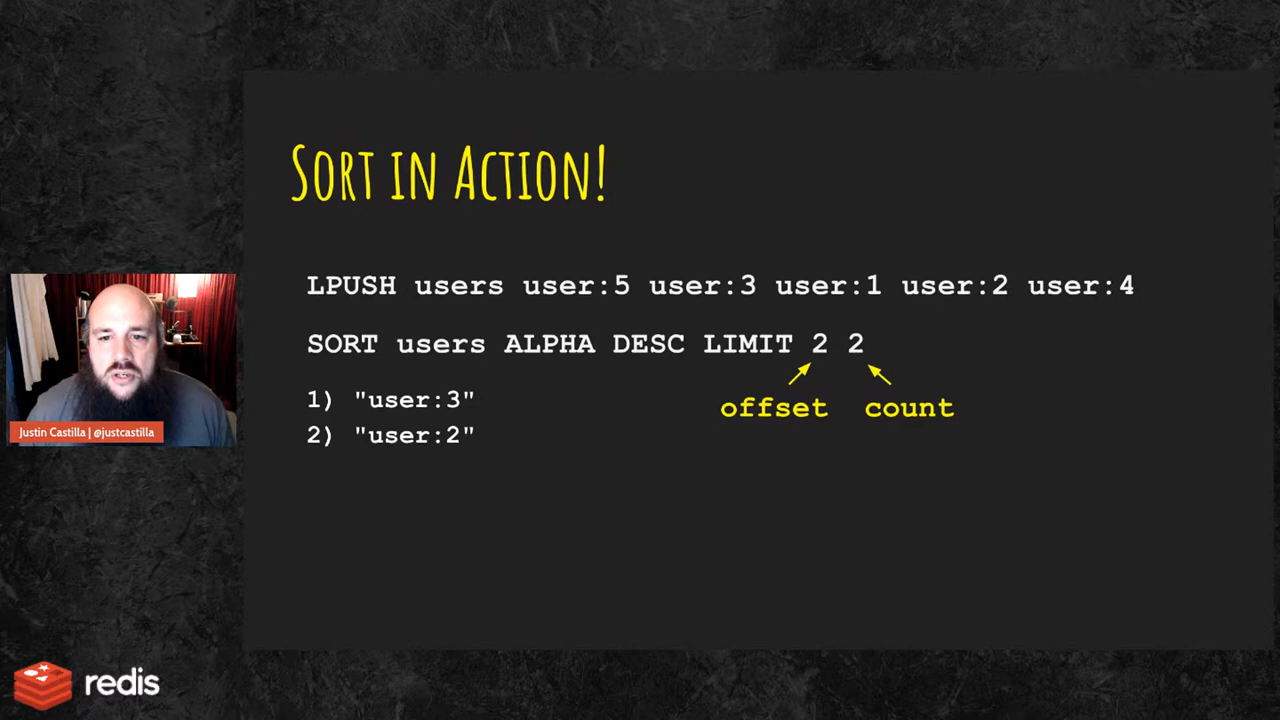 Sort in Action!
LPUSH users user:5 user:3 user:1 user:2 user:4
SORT users ALPHA DESC LIMIT 2 2
offset count
1) "user:3"
2) "user:2"
Justin Castilla | @justcastilla
redis